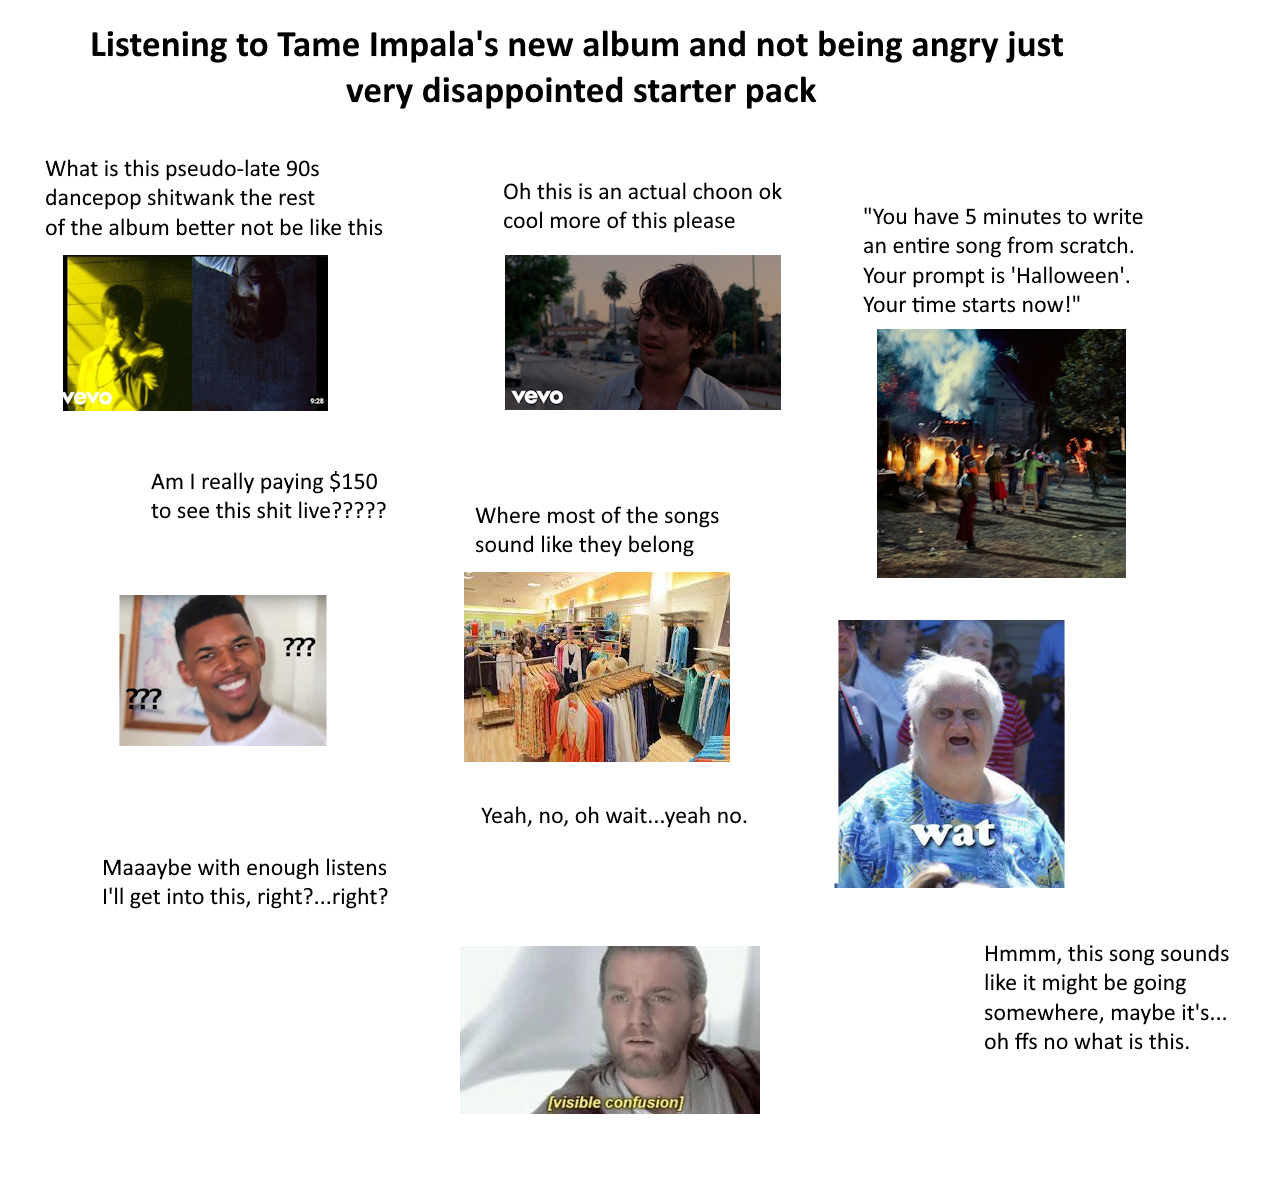 Listening to Tame Impala's new album and not being angry just
very disappointed starter pack
What is this pseudo-late 90s
dancepop shitwank the rest
of the album better not be like this
vevo
9:28
Oh this is an actual choon ok
cool more of this please
vevo
"You have 5 minutes to write
an entire song from scratch.
Your prompt is 'Halloween'.
Your time starts now!"
Am I really paying $150
to see this shit live?????
???
???
Where most of the songs
sound like they belong
wat
Yeah, no, oh wait...yeah no.
Maaaybe with enough listens
I'll get into this, right?...right?
[visible confusion]
Hmmm, this song sounds
like it might be going
somewhere, maybe it's...
oh ffs no what is this.